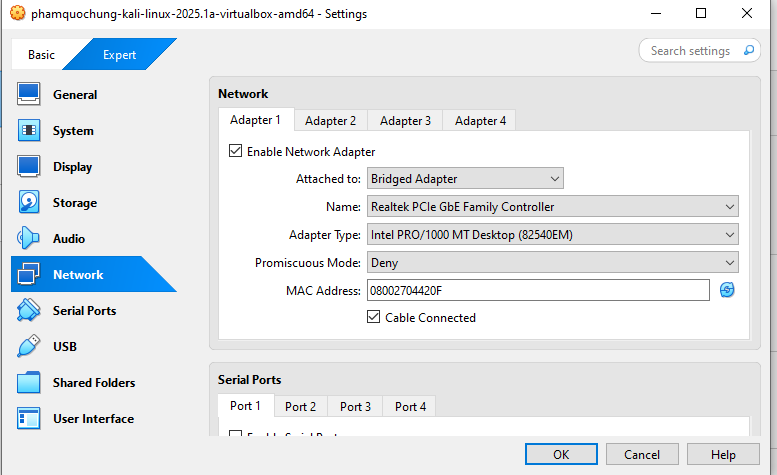 phamquochung-kali-linux-2025.1a-virtualbox-amd64 - Settings
Basic Expert Search settings
General
System
Display
Storage
Audio
Network
Serial Ports
USB
Shared Folders
User Interface
Network
Adapter 1 Adapter 2 Adapter 3 Adapter 4
Enable Network Adapter
Attached to: Bridged Adapter
Name: Realtek PCIe GbE Family Controller
Adapter Type: Intel PRO/1000 MT Desktop (82540EM)
Promiscuous Mode: Deny
MAC Address: 08002704420F
Cable Connected
Serial Ports
Port 1 Port 2 Port 3 Port 4
OK Cancel Help